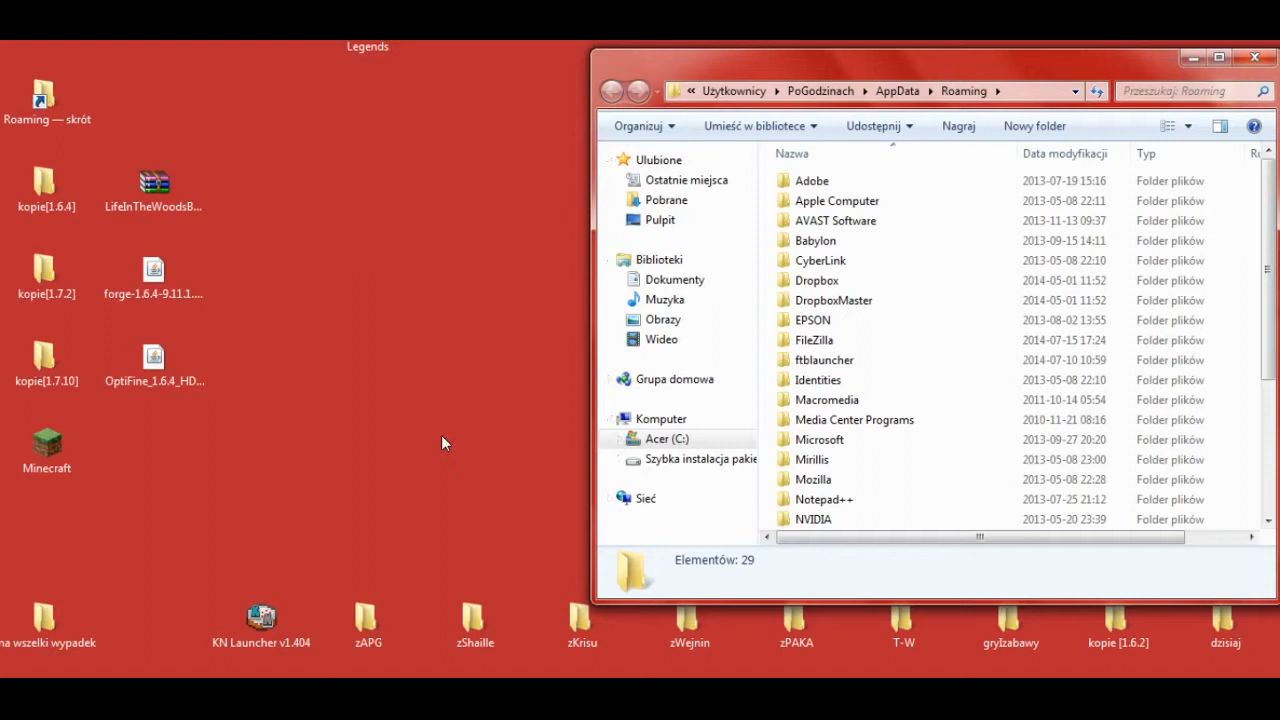 Legends
Roaming — skrót
kopie[1.6.4]
LifeInTheWoodsB...
kopie[1.7.2]
forge-1.6.4-9.11.1....
kopie[1.7.10]
OptiFine_1.6.4_HD...
Minecraft
na wszelki wypadek
KN Launcher v1.404
zAPG
zShaille
zKrisu
zWejnin
zPAKA
T-W
gryIzabawy
kopie [1.6.2]
dzisiaj
« Użytkownicy PoGodzinach AppData Roaming
Przeszukaj: Roaming
Organizuj Umieść w bibliotece Udostępnij Nagraj Nowy folder
Ulubione
Ostatnie miejsca
Pobrane
Pulpit
Biblioteki
Dokumenty
Muzyka
Obrazy
Wideo
Grupa domowa
Komputer
Acer (C:)
Szybka instalacja pakie
Sieć
Nazwa Data modyfikacji Typ
Adobe 2013-07-19 15:16 Folder plików
Apple Computer 2013-05-08 22:11 Folder plików
AVAST Software 2013-11-13 09:37 Folder plików
Babylon 2013-09-15 14:11 Folder plików
CyberLink 2013-05-08 22:10 Folder plików
Dropbox 2014-05-01 11:52 Folder plików
DropboxMaster 2014-05-01 11:52 Folder plików
EPSON 2013-08-02 13:55 Folder plików
FileZilla 2014-07-15 17:24 Folder plików
ftblauncher 2014-07-10 10:59 Folder plików
Identities 2013-05-08 22:10 Folder plików
Macromedia 2011-10-14 05:54 Folder plików
Media Center Programs 2010-11-21 08:16 Folder plików
Microsoft 2013-09-27 20:20 Folder plików
Mirillis 2013-05-08 23:00 Folder plików
Mozilla 2013-05-08 22:28 Folder plików
Notepad++ 2013-07-25 21:12 Folder plików
NVIDIA 2013-05-20 23:39 Folder plików
Elementów: 29